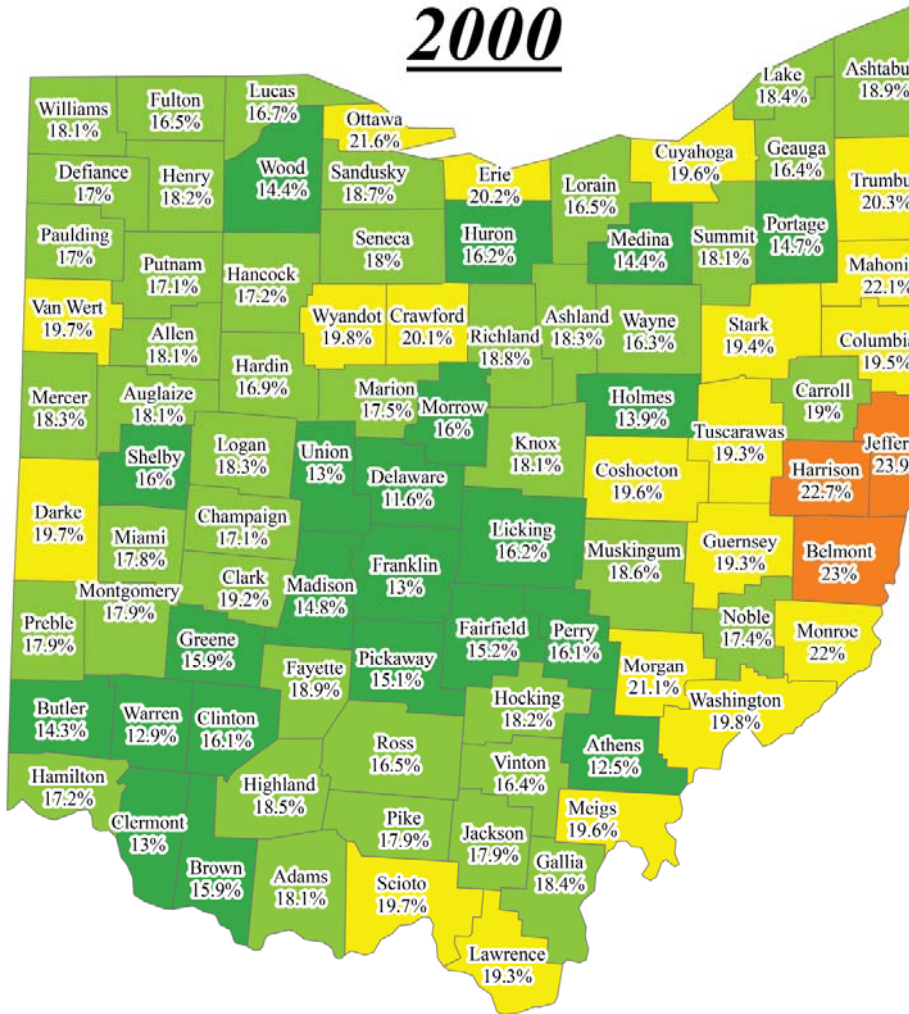 2000
Williams
18.1%
Fulton
16.5%
Lucas
16.7%
Ottawa
21.6%
Lake
18.4%
Ashtabu
18.9%
Defiance
17%
Henry
18.2%
Wood
14.4%
Sandusky
18.7%
Erie
20.2%
Lorain
16.5%
Cuyahoga
19.6%
Geauga
16.4%
Trumbu
20.3%
Paulding
17%
Putnam
17.1%
Hancock
17.2%
Seneca
18%
Huron
16.2%
Medina
14.4%
Summit
18.1%
Portage
14.7%
Mahoni
22.1%
Van Wert
19.7%
Allen
18.1%
Wyandot
19.8%
Crawford
20.1%
Richland
18.8%
Ashland
18.3%
Wayne
16.3%
Stark
19.4%
Columbia
19.5%
Mercer
18.3%
Auglaize
18.1%
Hardin
16.9%
Marion
17.5%
Morrow
16%
Holmes
13.9%
Carroll
19%
Shelby
16%
Logan
18.3%
Union
13%
Delaware
11.6%
Knox
18.1%
Coshocton
19.6%
Tuscarawas
19.3%
Harrison
22.7%
Jeffer
23.9
Darke
19.7%
Miami
17.8%
Champaign
17.1%
Clark
19.2%
Madison
14.8%
Franklin
13%
Licking
16.2%
Muskingum
18.6%
Guernsey
19.3%
Belmont
23%
Preble
17.9%
Montgomery
17.9%
Greene
15.9%
Fayette
18.9%
Pickaway
15.1%
Fairfield
15.2%
Perry
16.1%
Morgan
21.1%
Noble
17.4%
Monroe
22%
Butler
14.3%
Warren
12.9%
Clinton
16.1%
Ross
16.5%
Hocking
18.2%
Athens
12.5%
Washington
19.8%
Hamilton
17.2%
Clermont
13%
Highland
18.5%
Pike
17.9%
Vinton
16.4%
Jackson
17.9%
Meigs
19.6%
Brown
15.9%
Adams
18.1%
Scioto
19.7%
Gallia
18.4%
Lawrence
19.3%